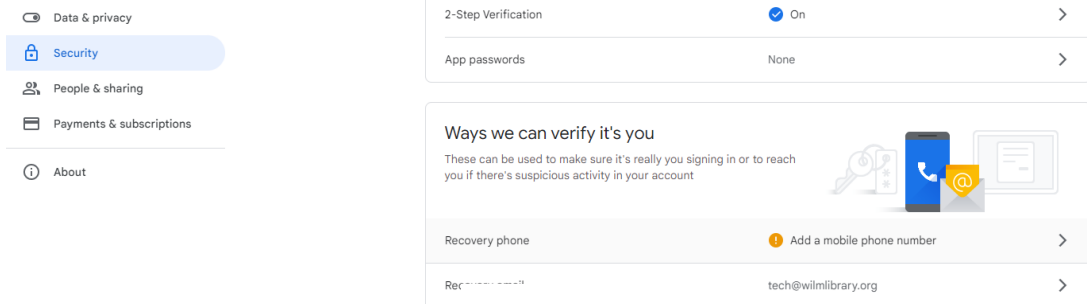 Data & privacy
Security
People & sharing
Payments & subscriptions
About
2-Step Verification
On
App passwords
None
Ways we can verify it's you
These can be used to make sure it's really you signing in or to reach
you if there's suspicious activity in your account
@
Recovery phone
! Add a mobile phone number
tech@wilmlibrary.org